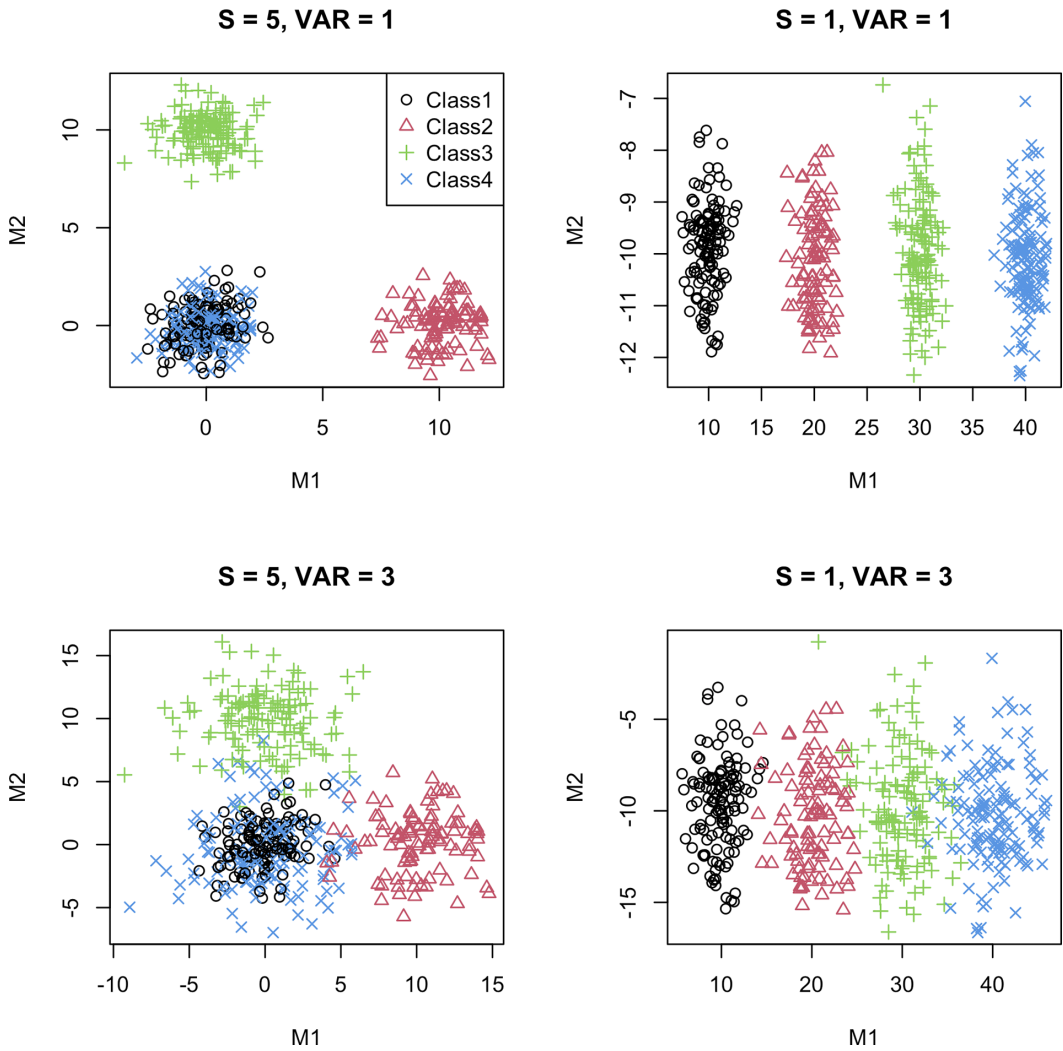 S = 5, VAR = 1
Class1
Class2
Class3
Class4
10
5
0
M2
0 5 10
M1
S = 1, VAR = 1
-7
-8
-9
-10
-11
-12
M2
10 15 20 25 30 35 40
M1
S = 5, VAR = 3
15
10
5
0
-5
M2
-10 -5 0 5 10 15
M1
S = 1, VAR = 3
-5
-10
-15
M2
10 20 30 40
M1